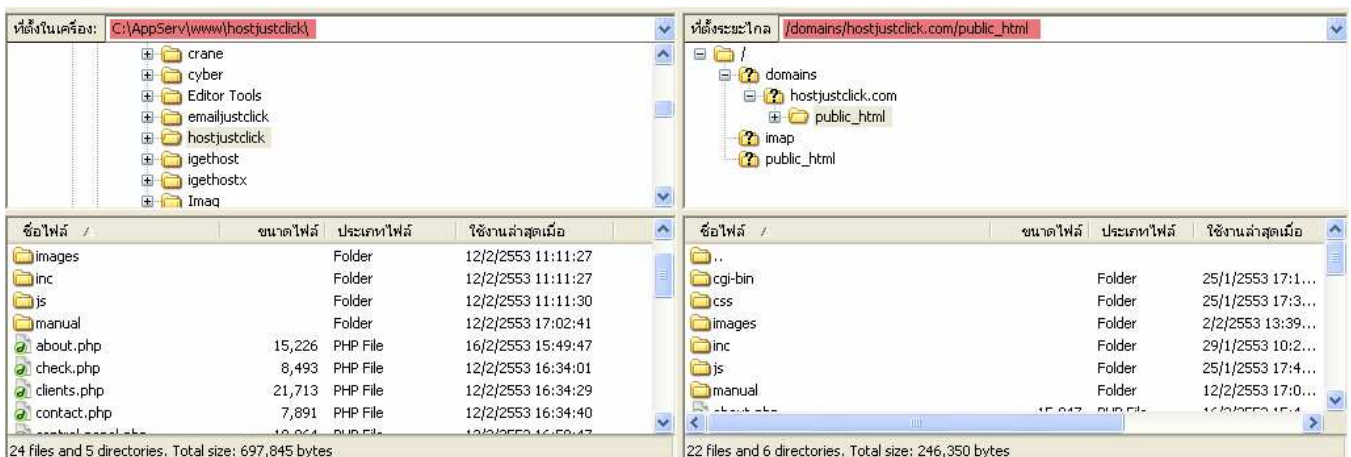 ที่ตั้งในเครื่อง: C:\AppServ\www\hostjustclick\
crane
cyber
Editor Tools
emailjustclick
hostjustclick
igethost
igethostx
Imag
ชื่อไฟล์ / ขนาดไฟล์ ประเภทไฟล์ ใช้งานล่าสุดเมื่อ
images Folder 12/2/2553 11:11:27
inc Folder 12/2/2553 11:11:27
js Folder 12/2/2553 11:11:30
manual Folder 12/2/2553 17:02:41
about.php 15,226 PHP File 16/2/2553 15:49:47
check.php 8,493 PHP File 12/2/2553 16:34:01
clients.php 21,713 PHP File 12/2/2553 16:34:29
contact.php 7,891 PHP File 12/2/2553 16:34:40
24 files and 5 directories. Total size: 697,845 bytes
ที่ตั้งระยะไกล /domains/hostjustclick.com/public_html
/
domains
hostjustclick.com
public_html
imap
public_html
ชื่อไฟล์ / ขนาดไฟล์ ประเภทไฟล์ ใช้งานล่าสุดเมื่อ
..
cgi-bin Folder 25/1/2553 17:1...
css Folder 25/1/2553 17:3...
images Folder 2/2/2553 13:39...
inc Folder 29/1/2553 10:2...
js Folder 25/1/2553 17:4...
manual Folder 12/2/2553 17:0...
22 files and 6 directories. Total size: 246,350 bytes